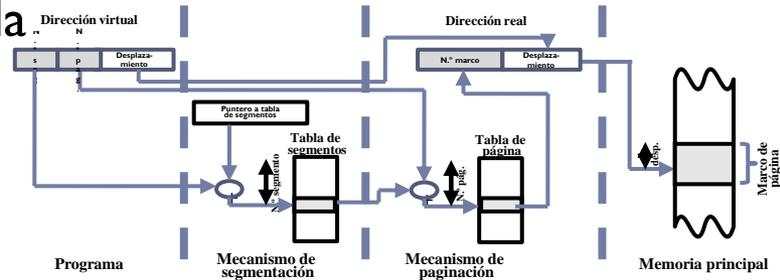 a
Dirección virtual
Dirección real
N.
N.
s
p
Desplaza-
miento
N.º marco
Desplaza-
miento
Puntero a tabla
de segmentos
Tabla de
segmentos
Tabla de
página
N.º segmento
N.º pág.
desp.
Marco de
página
Programa
Mecanismo de
segmentación
Mecanismo de
paginación
Memoria principal